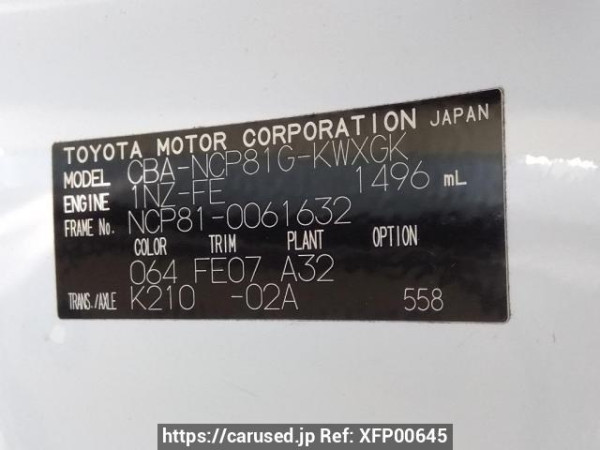 TOYOTA MOTOR CORPORATION JAPAN
MODEL CBA-NCP81G-KWXGK
ENGINE 1NZ-FE 1496 mL
FRAME No. NCP81-0061632
COLOR TRIM PLANT OPTION
064 FE07 A32
TRANS./AXLE K210 -02A 558
https://carused.jp Ref: XFP00645